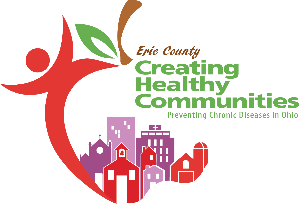 Erie County
Creating
Healthy
Communities
Preventing Chronic Diseases in Ohio